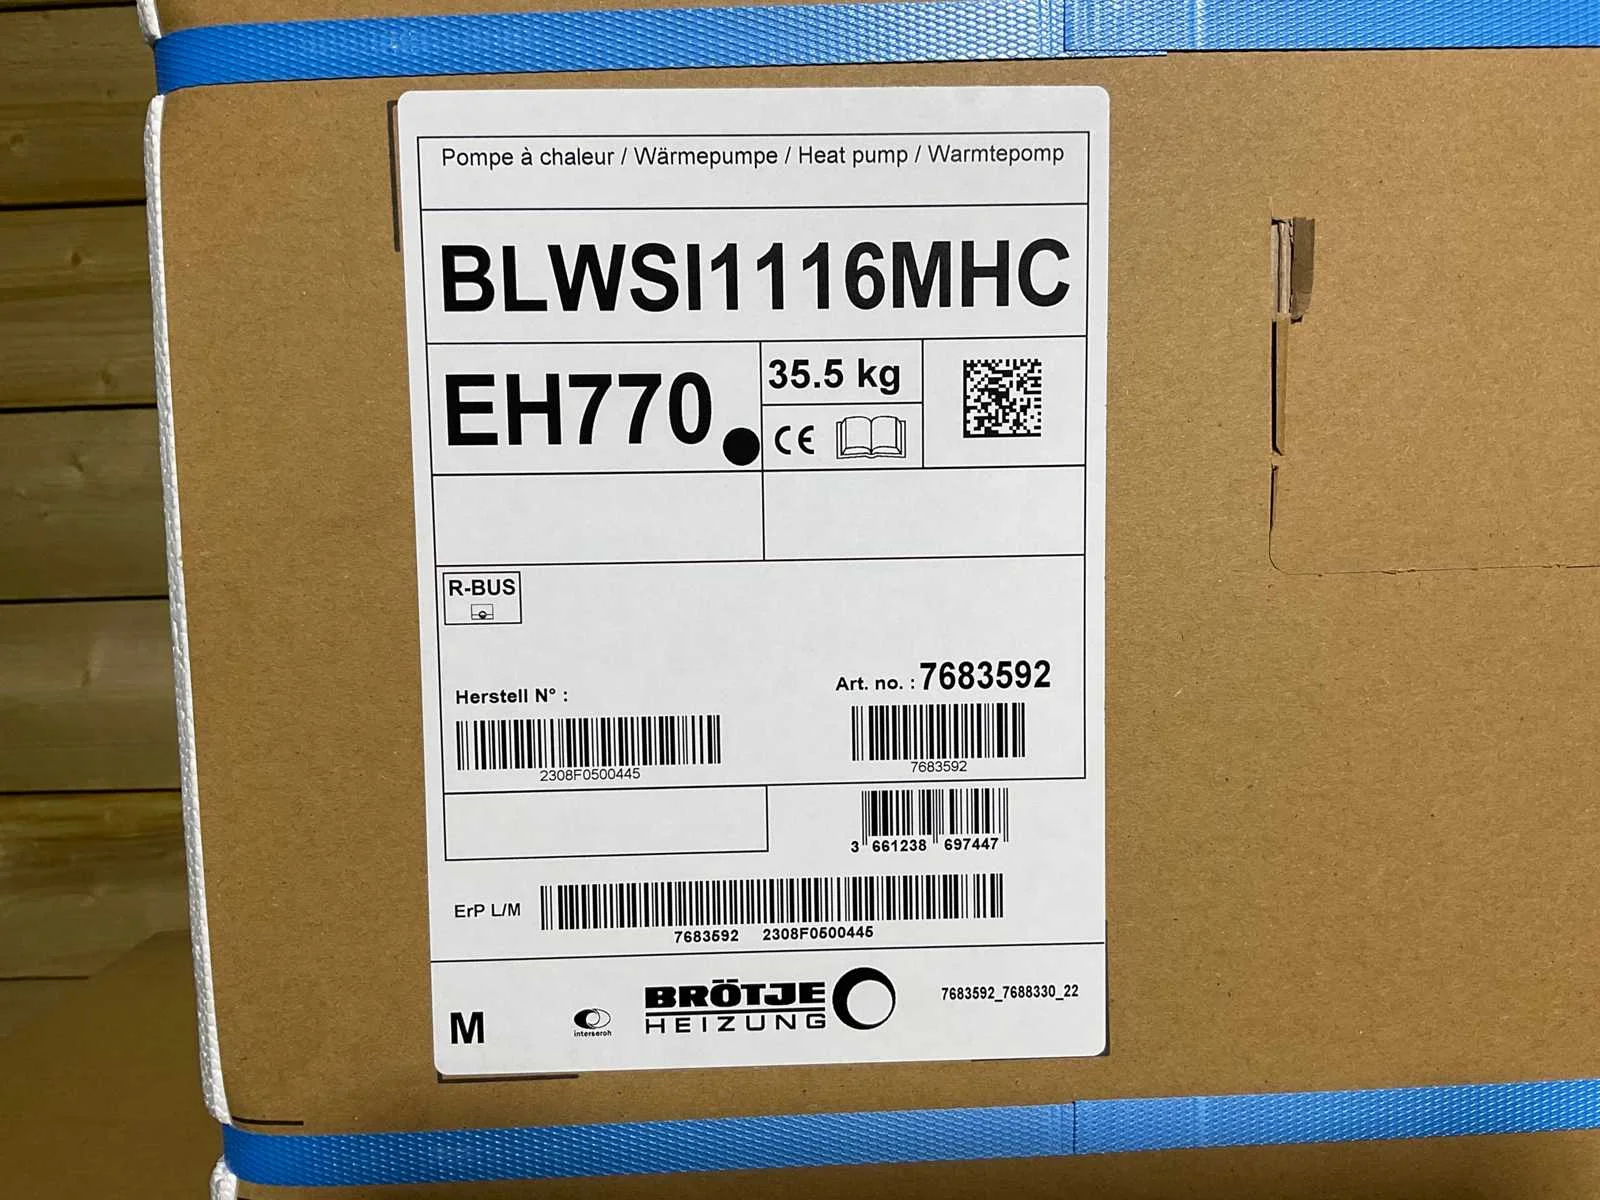 Pompe à chaleur / Wärmepumpe / Heat pump / Warmtepomp
BLWSI1116MHC
EH770
35.5 kg
CE
R-BUS
Herstell N° :
2308F0500445
Art. no. : 7683592
7683592
3 661238 697447
ErP L/M
7683592 2308F0500445
M
interseroh
BRÖTJE
HEIZUNG
7683592_7688330_22